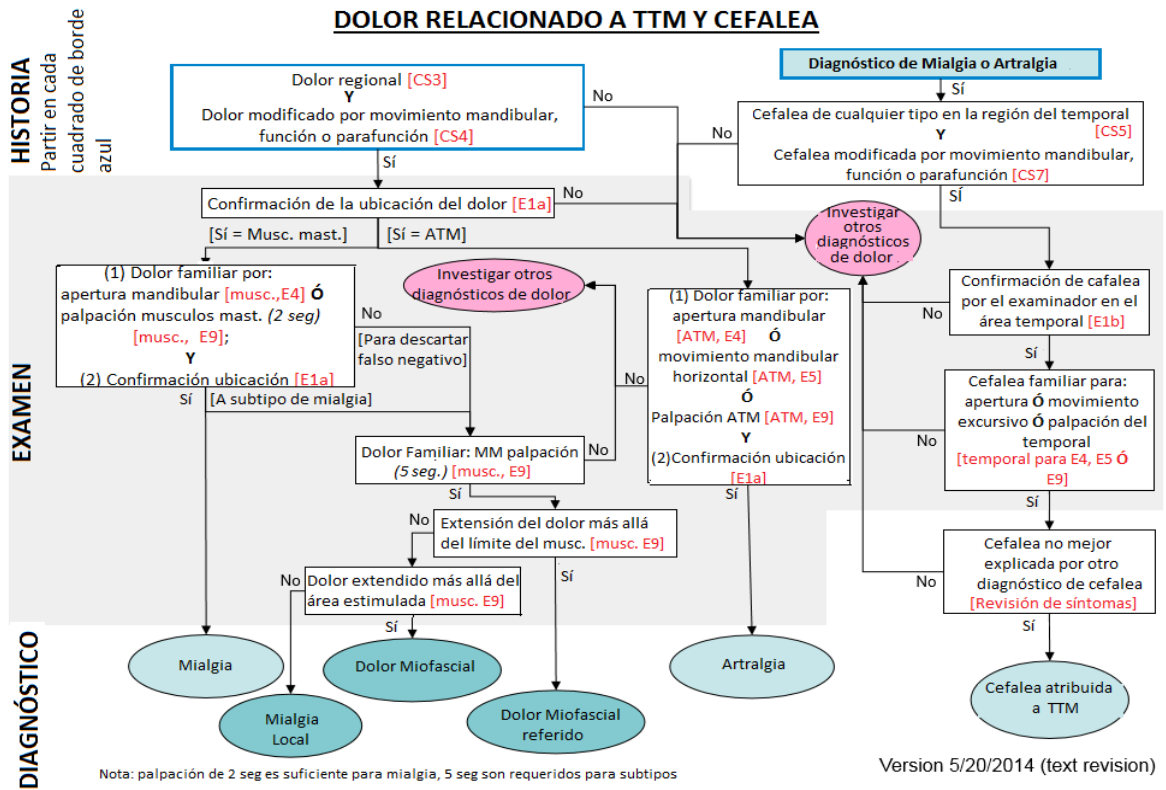 DOLOR RELACIONADO A TTM Y CEFALEA
HISTORIA
Partir en cada
cuadrado de borde
azul
Dolor regional [CS3]
Y
Dolor modificado por movimiento mandibular,
función o parafunción [CS4]
No
Sí
Diagnóstico de Mialgia o Artralgia
Sí
Cefalea de cualquier tipo en la región del temporal
[CS5]
Y
Cefalea modificada por movimiento mandibular,
función o parafunción [CS7]
No
SÍ
EXAMEN
Confirmación de la ubicación del dolor [E1a]
No
[Sí = Musc. mast.]
[Sí = ATM]
Investigar
otros
diagnósticos
de dolor
(1) Dolor familiar por:
apertura mandibular [musc.,E4] Ó
palpación musculos mast. (2 seg)
[musc., E9];
Y
(2) Confirmación ubicación [E1a]
No
[Para descartar
falso negativo]
Sí
[A subtipo de mialgia]
Investigar otros
diagnósticos de dolor
(1) Dolor familiar por:
apertura mandibular
[ATM, E4] Ó
movimiento mandibular
horizontal [ATM, E5]
Ó
Palpación ATM [ATM, E9]
Y
(2)Confirmación ubicación
[E1a]
No
Sí
Confirmación de cafalea
por el examinador en el
área temporal [E1b]
No
Sí
Cefalea familiar para:
apertura Ó movimiento
excursivo Ó palpación del
temporal
[temporal para E4, E5 Ó
E9]
No
Sí
Dolor Familiar: MM palpación
(5 seg.) [musc., E9]
No
Sí
Extensión del dolor más allá
del límite del musc. [musc. E9]
No
Sí
Dolor extendido más allá del
área estimulada [musc. E9]
No
Sí
Cefalea no mejor
explicada por otro
diagnóstico de cefalea
[Revisión de síntomas]
No
Sí
DIAGNÓSTICO
Mialgia
Dolor Miofascial
Artralgia
Mialgia
Local
Dolor Miofascial
referido
Cefalea atribuida
a TTM
Nota: palpación de 2 seg es suficiente para mialgia, 5 seg son requeridos para subtipos
Version 5/20/2014 (text revision)